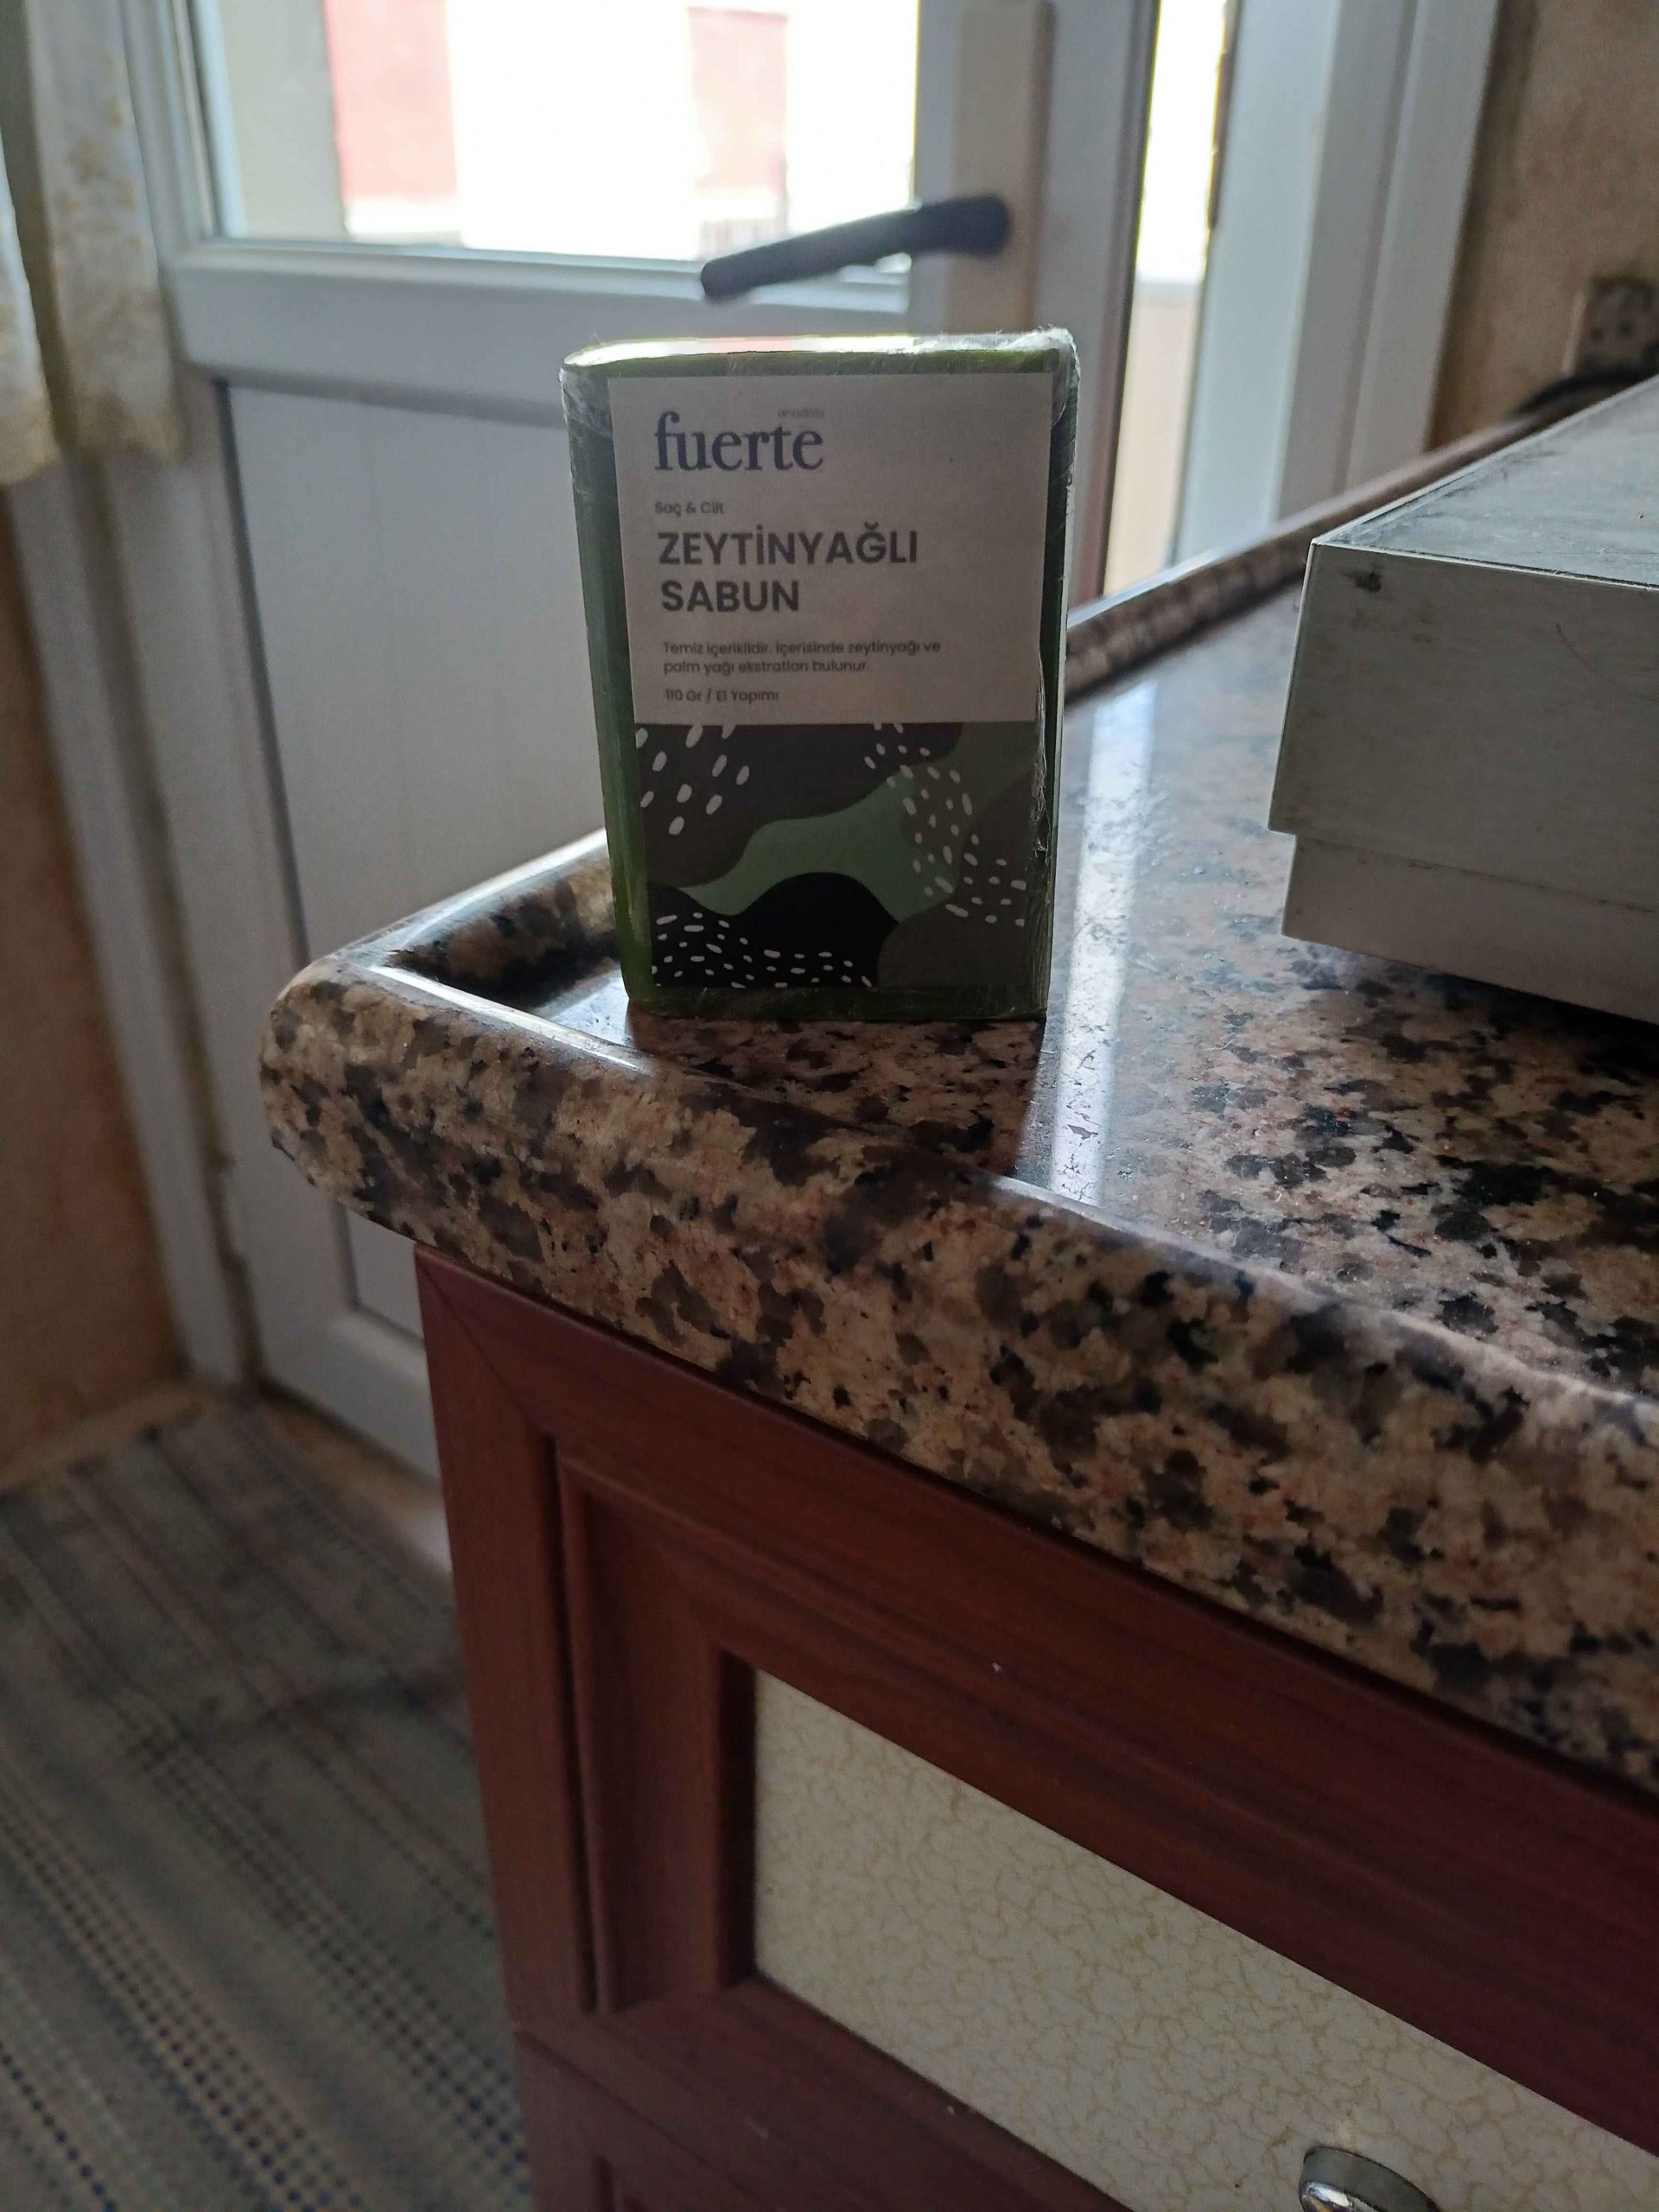 fuerte
Saç & Cilt
ZEYTİNYAĞLI
SABUN
Temiz içeriklidir. İçerisinde zeytinyağı ve
palm yağı ekstratları bulunur.
110 Gr / El Yapımı